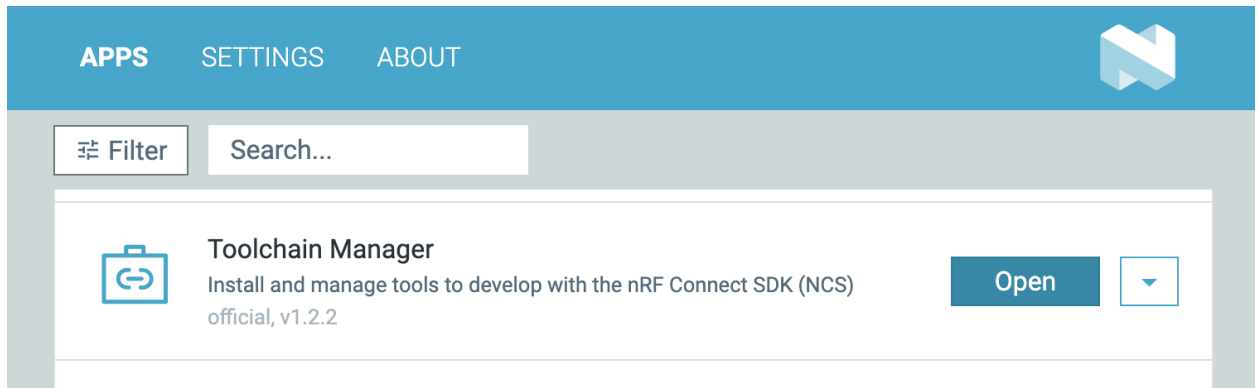 APPS SETTINGS ABOUT
Filter Search...
Toolchain Manager
Install and manage tools to develop with the nRF Connect SDK (NCS)
official, v1.2.2
Open